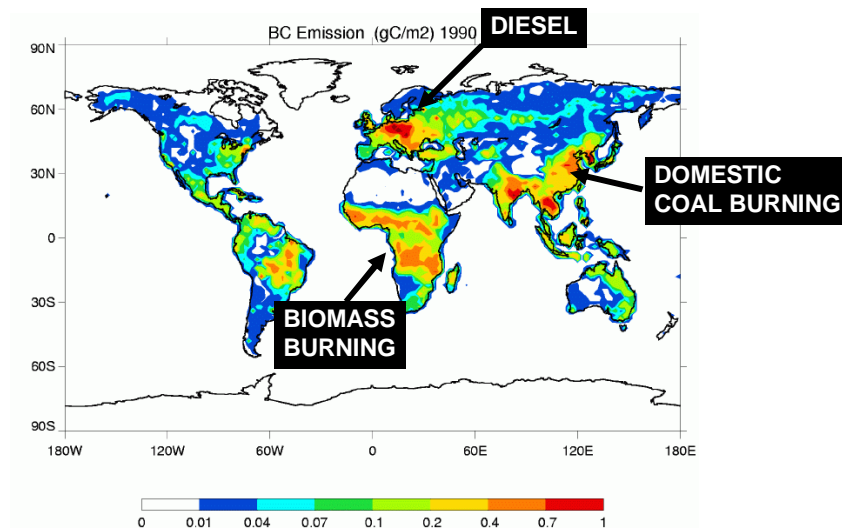 BC Emission (gC/m2) 1990
DIESEL
90N
60N
30N
0
30S
60S
90S
DOMESTIC
COAL BURNING
BIOMASS
BURNING
180W
120W
60W
0
60E
120E
180E
0
0.01
0.04
0.07
0.1
0.2
0.4
0.7
1